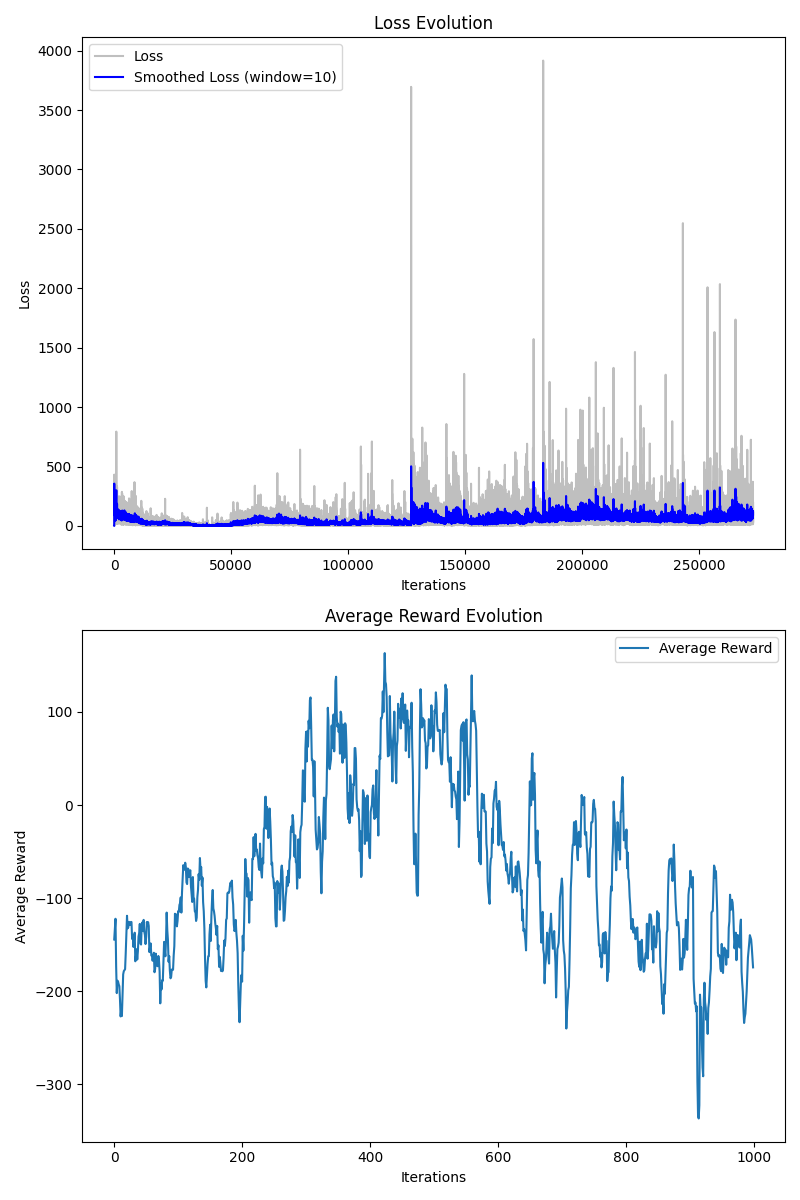 Loss Evolution
Loss
Smoothed Loss (window=10)
4000
3500
3000
2500
2000
1500
1000
500
0
Loss
0 50000 100000 150000 200000 250000
Iterations
Average Reward Evolution
Average Reward
100
0
−100
−200
−300
Average Reward
0 200 400 600 800 1000
Iterations